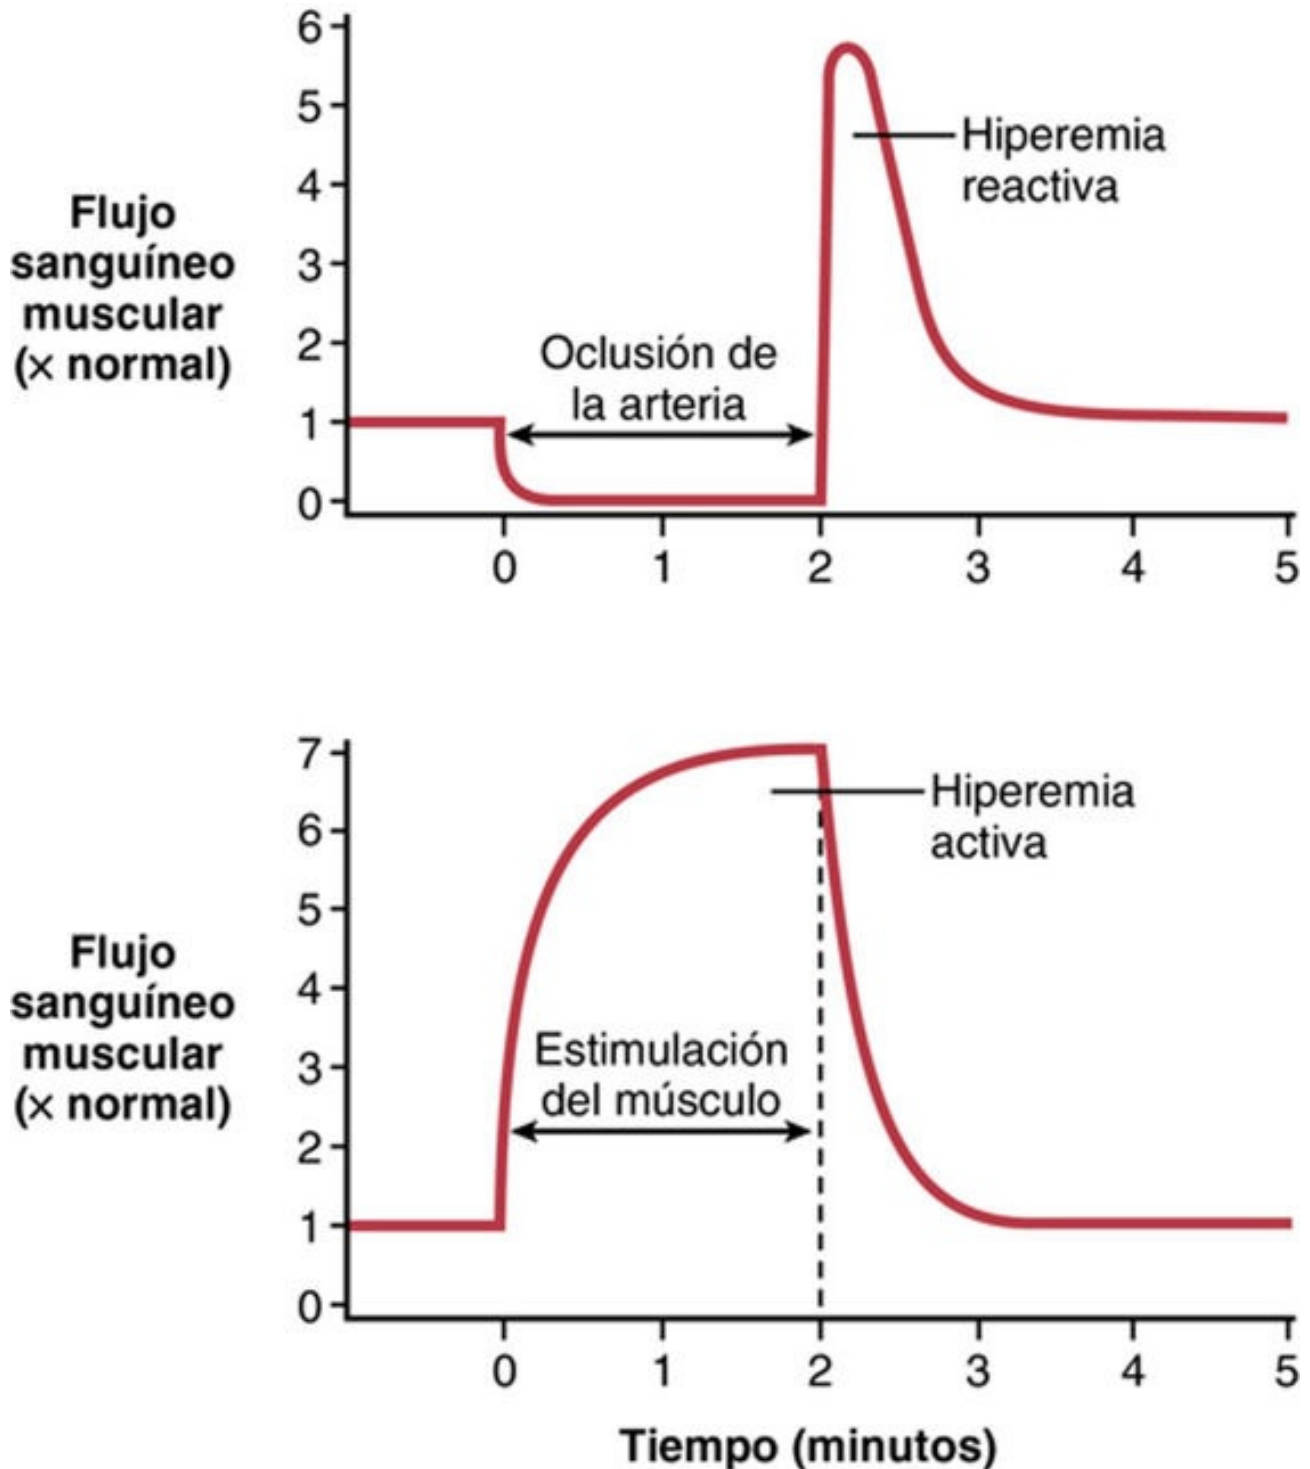 6
5
4
3
2
1
0
Flujo
sanguíneo
muscular
(× normal)
Hiperemia
reactiva
Oclusión de
la arteria
0 1 2 3 4 5
7
6
5
4
3
2
1
0
Flujo
sanguíneo
muscular
(× normal)
Hiperemia
activa
Estimulación
del músculo
0 1 2 3 4 5
Tiempo (minutos)